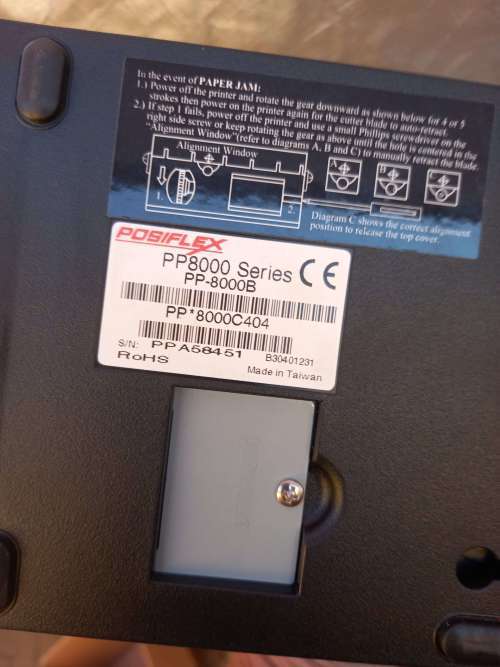 In the event of PAPER JAM:
1.) Power off the printer and rotate the gear downward as shown below for 4 or 5
strokes then power on the printer again for the cutter blade to auto-retract.
2.) If step 1 fails, power off the printer and use a small Phillips screwdriver on the
right side screw or keep rotating the gear as above until the hole is centered in the
"Alignment Window"(refer to diagrams A, B and C) to manually retract the blade.
Alignment Window
A
B
C
1.
2.
Diagram C shows the correct alignment
position to release the top cover.
POSIFLEX
PP8000 Series CE
PP-8000B
PP*8000C404
S/N: PPA58451 B30401231
RoHS Made in Taiwan